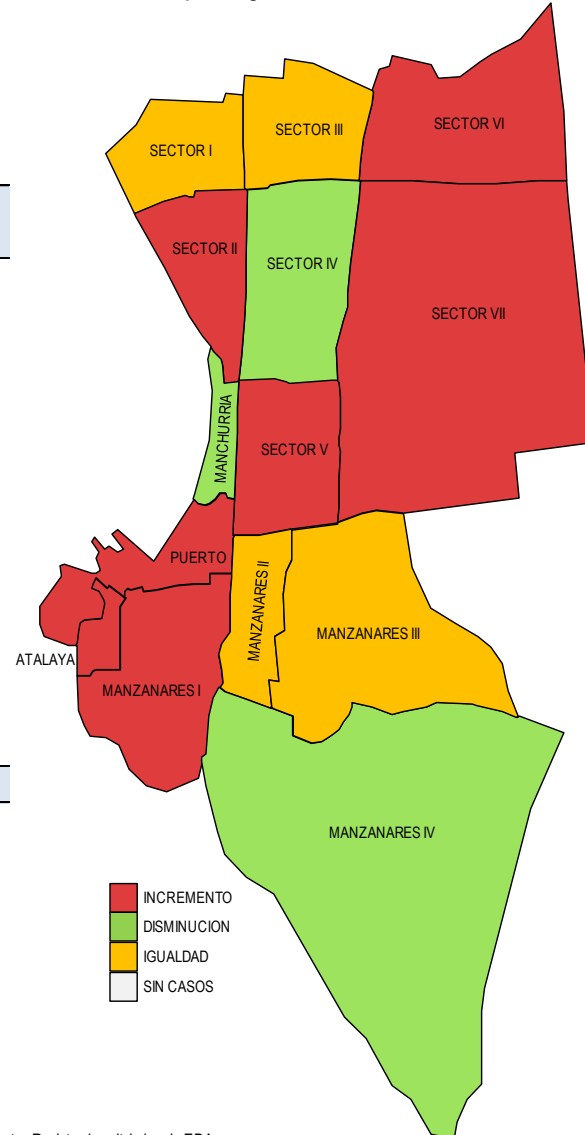 SECTOR VI
SECTOR III
SECTOR I
SECTOR II
SECTOR IV
SECTOR VII
MANCHURRIA
SECTOR V
PUERTO
MANZANARES II
MANZANARES III
ATALAYA
MANZANARES I
MANZANARES IV
INCREMENTO
DISMINUCION
IGUALDAD
SIN CASOS